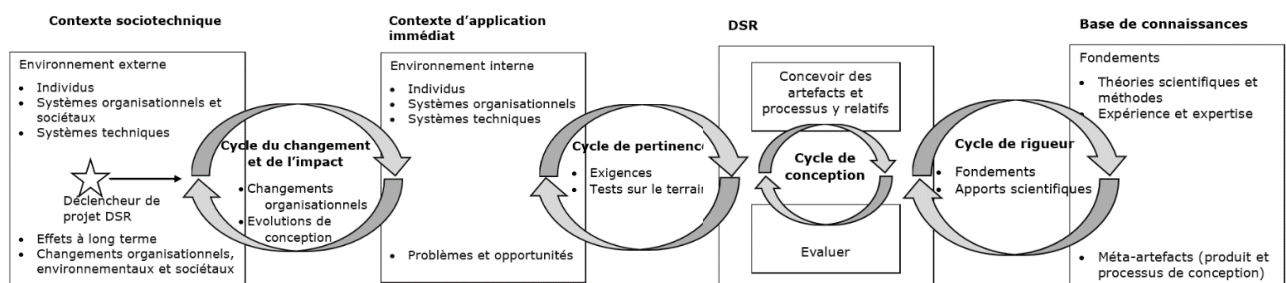 Contexte sociotechnique
Environnement externe
• Individus
• Systèmes organisationnels et
sociétaux
• Systèmes techniques
Déclencheur de
projet DSR
• Effets à long terme
• Changements organisationnels,
environnementaux et sociétaux
Cycle du changement
et de l'impact
• Changements
organisationnels
• Evolutions de
conception
Contexte d'application
immédiat
Environnement interne
• Individus
• Systèmes organisationnels
• Systèmes techniques
• Problèmes et opportunités
Cycle de pertinence
• Exigences
• Tests sur le terrain
DSR
Concevoir des
artefacts et
processus y relatifs
Cycle de
conception
Evaluer
Cycle de rigueur
• Fondements
• Apports scientifiques
Base de connaissances
Fondements
• Théories scientifiques et
méthodes
• Expérience et expertise
• Méta-artefacts (produit et
processus de conception)